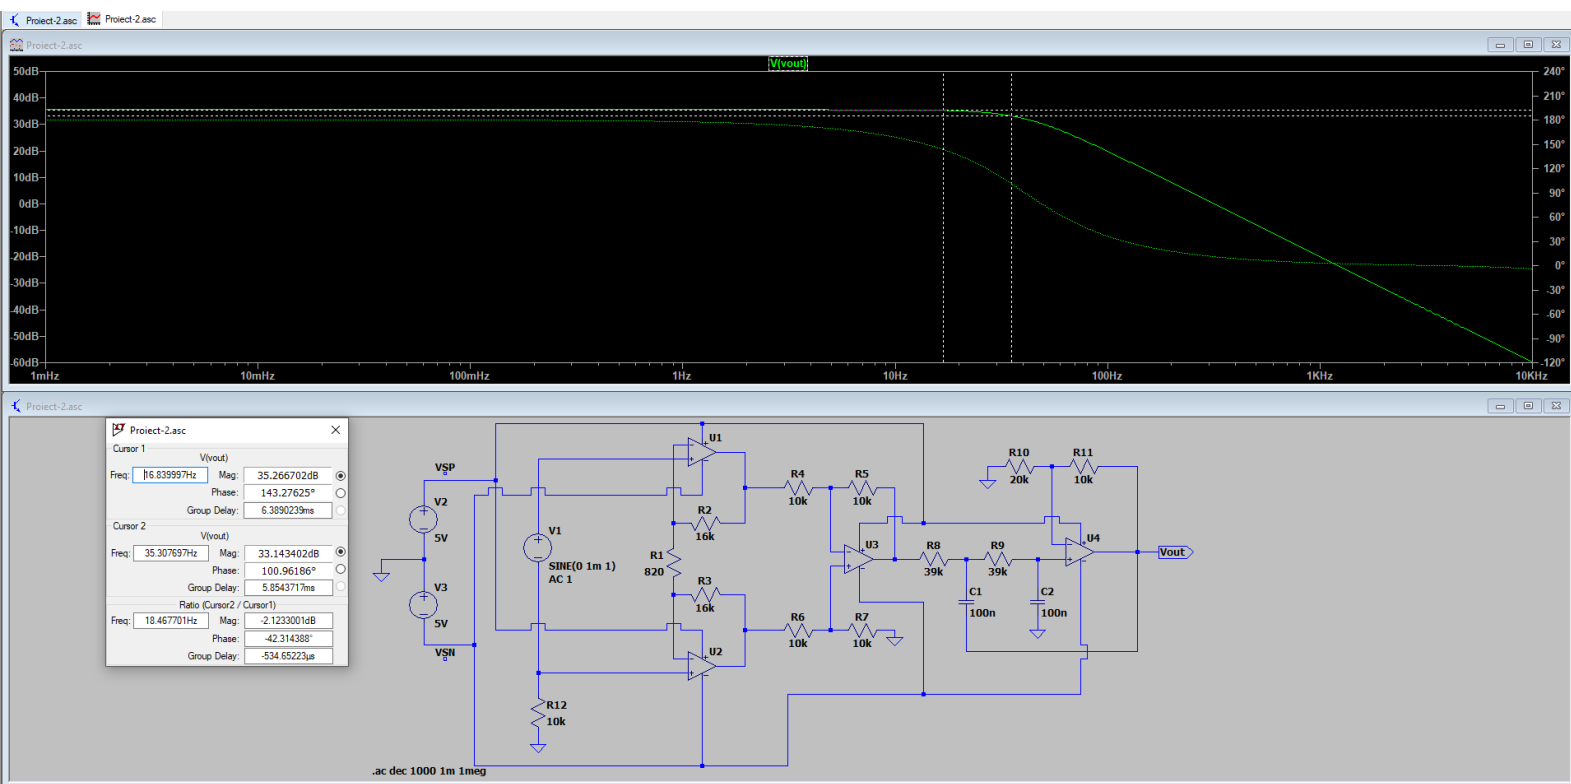 Proiect-2.asc Proiect-2.asc
Proiect-2.asc
V(vout)
50dB 240°
40dB 210°
30dB 180°
20dB 150°
10dB 120°
0dB 90°
-10dB 60°
-20dB 30°
-30dB 0°
-40dB -30°
-50dB -60°
-60dB -90°
-120°
1mHz 10mHz 100mHz 1Hz 10Hz 100Hz 1KHz 10KHz
Proiect-2.asc
Proiect-2.asc
Cursor 1
V(vout)
Freq: 16.839997Hz Mag: 35.266702dB
Phase: 143.27625°
Group Delay: 6.3890239ms
Cursor 2
V(vout)
Freq: 35.307697Hz Mag: 33.143402dB
Phase: 100.96186°
Group Delay: 5.8543717ms
Ratio (Cursor2 / Cursor1)
Freq: 18.467701Hz Mag: -2.1233001dB
Phase: -42.314388°
Group Delay: -534.65223µs
VSP
V2
5V
V3
5V
VSN
V1
SINE(0 1m 1)
AC 1
R12
10k
U1
R2
16k
R1
820
R3
16k
U2
R4
10k
R5
10k
R6
10k
R7
10k
U3
R8
39k
R9
39k
C1
100n
C2
100n
R10
20k
R11
10k
U4
Vout
.ac dec 1000 1m 1meg